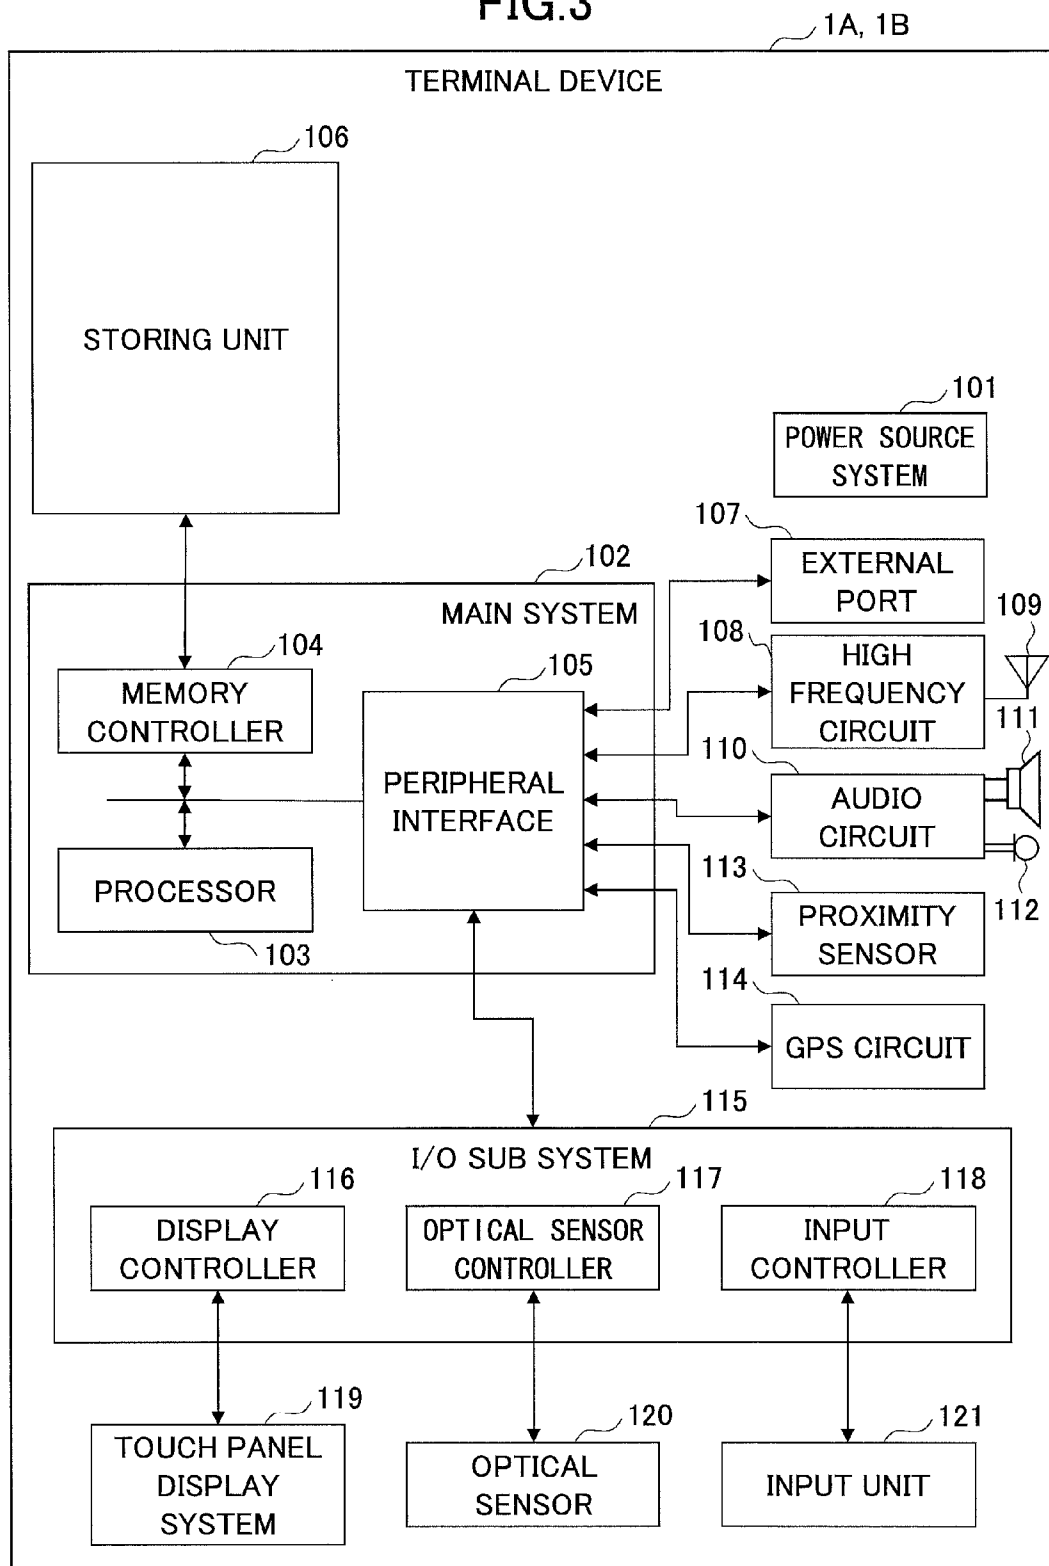 FIG.3
1A, 1B
TERMINAL DEVICE
106
STORING UNIT
101
POWER SOURCE
SYSTEM
107
EXTERNAL
PORT
102
MAIN SYSTEM
109
108
HIGH
FREQUENCY
CIRCUIT
104
MEMORY
CONTROLLER
105
PERIPHERAL
INTERFACE
111
110
AUDIO
CIRCUIT
112
PROCESSOR
103
113
PROXIMITY
SENSOR
114
GPS CIRCUIT
115
I/O SUB SYSTEM
116
DISPLAY
CONTROLLER
117
OPTICAL SENSOR
CONTROLLER
118
INPUT
CONTROLLER
119
TOUCH PANEL
DISPLAY
SYSTEM
120
OPTICAL
SENSOR
121
INPUT UNIT